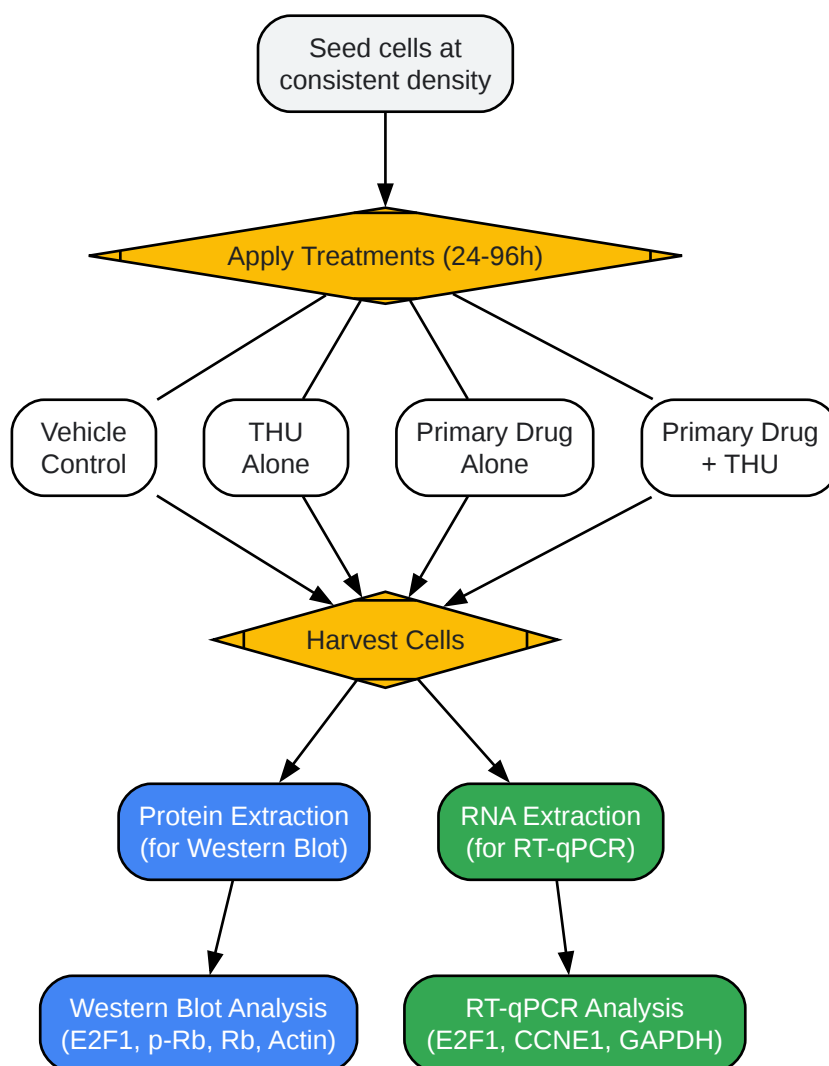 Seed cells at
consistent density
Apply Treatments (24-96h)
Vehicle
Control
THU
Alone
Primary Drug
Alone
Primary Drug
+ THU
Harvest Cells
Protein Extraction
(for Western Blot)
RNA Extraction
(for RT-qPCR)
Western Blot Analysis
(E2F1, p-Rb, Rb, Actin)
RT-qPCR Analysis
(E2F1, CCNE1, GAPDH)